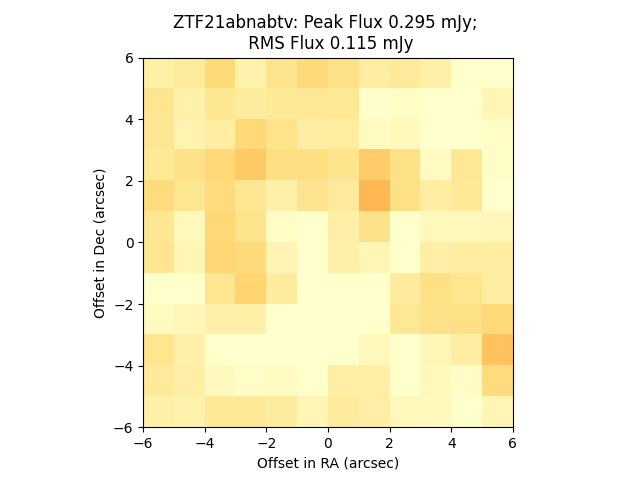 ZTF21abnabtv: Peak Flux 0.295 mJy;
RMS Flux 0.115 mJy
6
4
2
0
−2
−4
−6
Offset in Dec (arcsec)
−6 −4 −2 0 2 4 6
Offset in RA (arcsec)